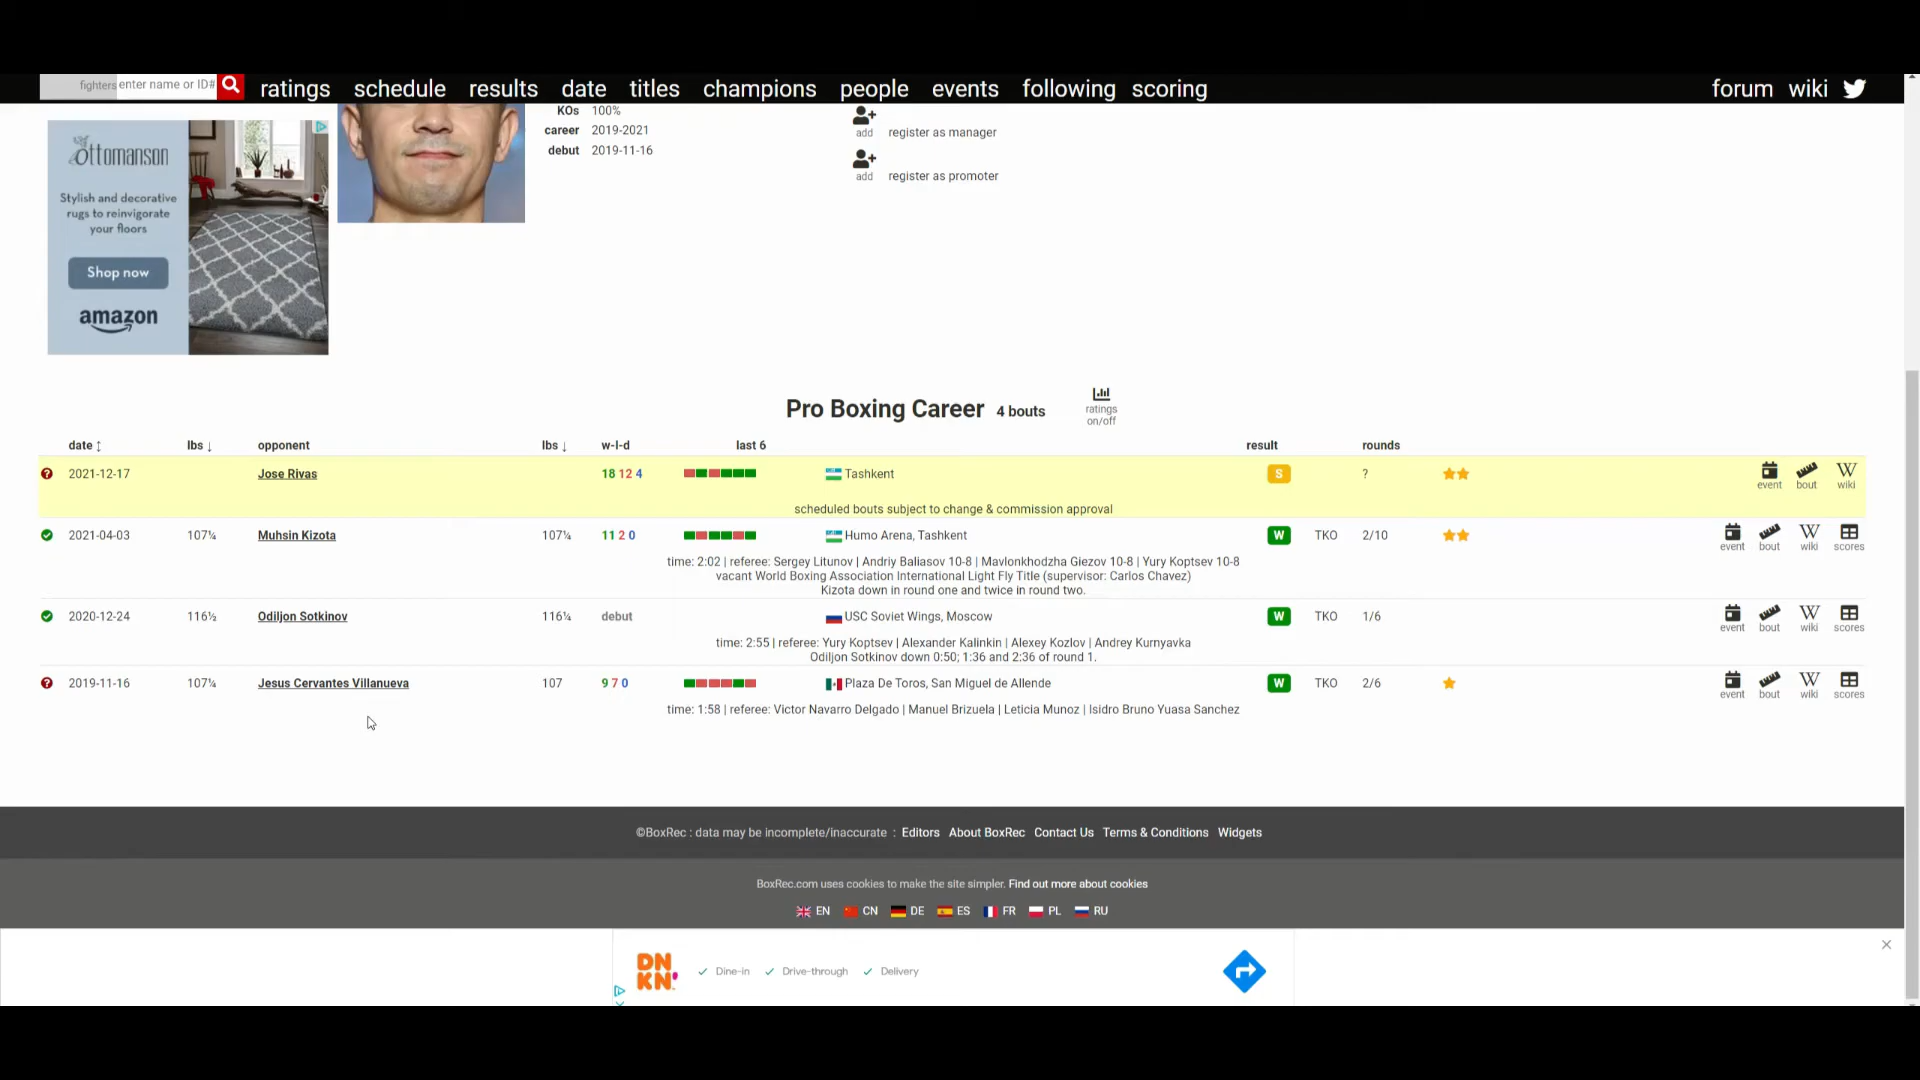 fighters enter name or ID# ratings schedule results date titles champions people events following scoring forum wiki
KOs 100%
career 2019-2021
debut 2019-11-16
add register as manager
add register as promoter
Ottomanson
Stylish and decorative
rugs to reinvigorate
your floors
Shop now
amazon
Pro Boxing Career 4 bouts
ratings
on/off
date ↕ lbs ↓ opponent lbs ↓ w-l-d last 6 result rounds
2021-12-17 Jose Rivas 18 12 4 Tashkent S ?
event bout wiki
scheduled bouts subject to change & commission approval
2021-04-03 107¼ Muhsin Kizota 107¼ 11 2 0 Humo Arena, Tashkent W TKO 2/10
event bout wiki scores
time: 2:02 | referee: Sergey Litunov | Andriy Baliasov 10-8 | Mavlonkhodzha Giezov 10-8 | Yury Koptsev 10-8
vacant World Boxing Association International Light Fly Title (supervisor: Carlos Chavez)
Kizota down in round one and twice in round two.
2020-12-24 116½ Odiljon Sotkinov 116¼ debut USC Soviet Wings, Moscow W TKO 1/6
event bout wiki scores
time: 2:55 | referee: Yury Koptsev | Alexander Kalinkin | Alexey Kozlov | Andrey Kurnyavka
Odiljon Sotkinov down 0:50; 1:36 and 2:36 of round 1.
2019-11-16 107¼ Jesus Cervantes Villanueva 107 9 7 0 Plaza De Toros, San Miguel de Allende W TKO 2/6
event bout wiki scores
time: 1:58 | referee: Victor Navarro Delgado | Manuel Brizuela | Leticia Munoz | Isidro Bruno Yuasa Sanchez
©BoxRec : data may be incomplete/inaccurate : Editors About BoxRec Contact Us Terms & Conditions Widgets
BoxRec.com uses cookies to make the site simpler. Find out more about cookies
EN CN DE ES FR PL RU
DN
KN' Dine-in Drive-through Delivery